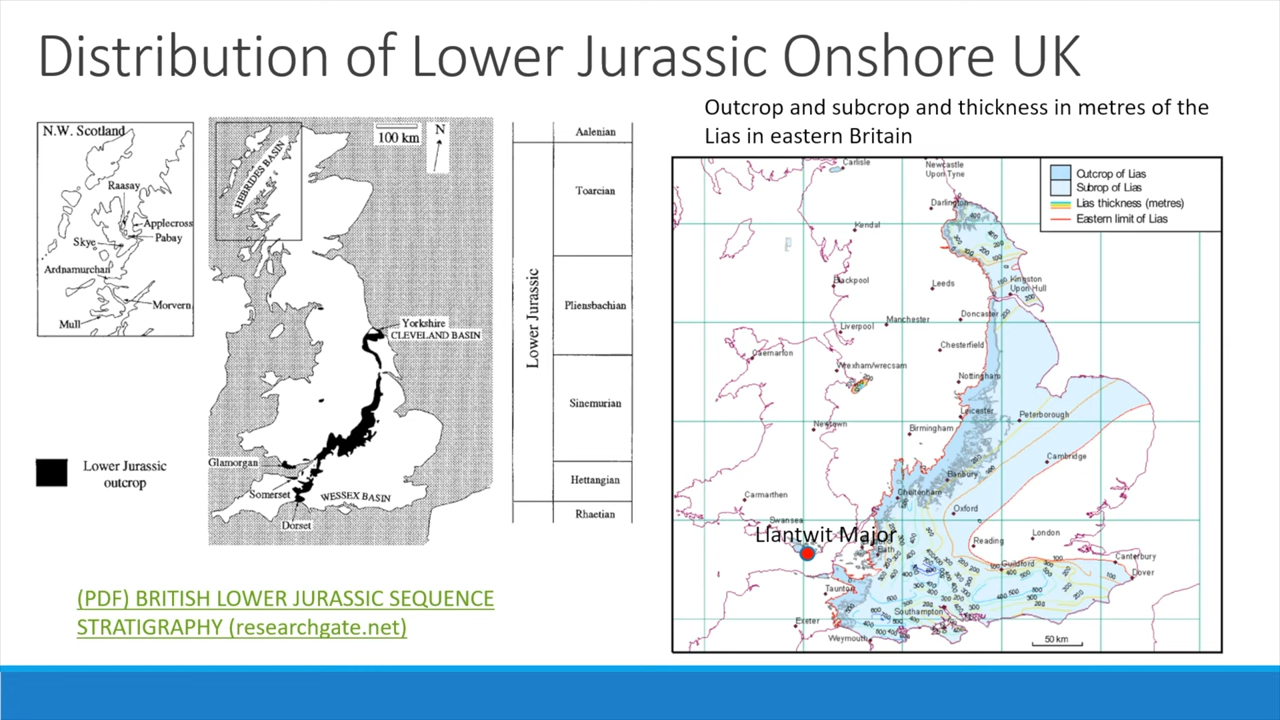 Distribution of Lower Jurassic Onshore UK
Outcrop and subcrop and thickness in metres of the
Lias in eastern Britain
N.W. Scotland
Raasay
Applecross
Pabay
Skye
Ardnamurchan
Morvern
Mull
HEBRIDES BASIN
100 km
N
Yorkshire
CLEVELAND BASIN
Glamorgan
Somerset
WESSEX BASIN
Dorset
Lower Jurassic
outcrop
Lower Jurassic
Aalenian
Toarcian
Pliensbachian
Sinemurian
Hettangian
Rhaetian
Outcrop of Lias
Subrop of Lias
Lias thickness (metres)
Eastern limit of Lias
Carlisle
Newcastle
Upon Tyne
Darlington
Kendal
Blackpool
Leeds
Kingston
Upon Hull
Liverpool
Manchester
Doncaster
Caernarfon
Chesterfield
Wrexham/wrecsam
Nottingham
Leicester
Peterborough
Newtown
Birmingham
Cambridge
Banbury
Carmarthen
Cheltenham
Oxford
Swansea
Llantwit Major
Bath
Reading
London
Guildford
Canterbury
Dover
Taunton
Southampton
Exeter
Weymouth
50 km
(PDF) BRITISH LOWER JURASSIC SEQUENCE
STRATIGRAPHY (researchgate.net)